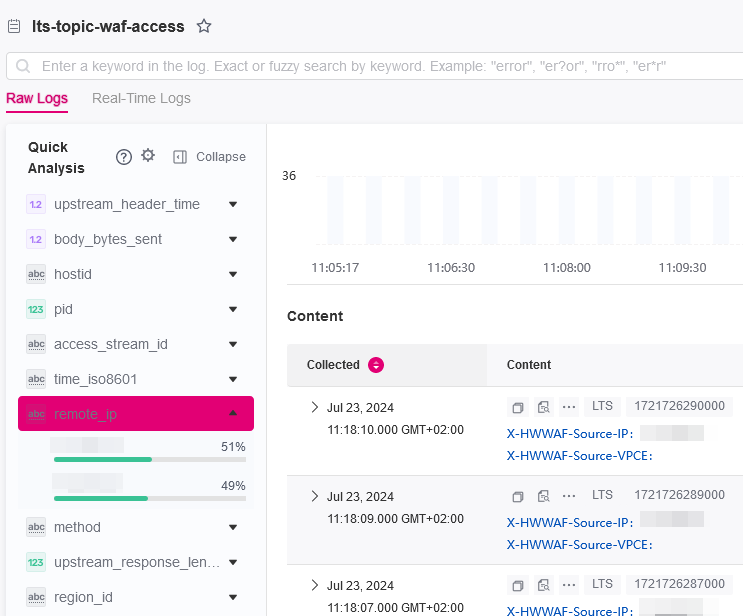 lts-topic-waf-access
Enter a keyword in the log. Exact or fuzzy search by keyword. Example: "error", "er?or", "rro*", "er*r"
Raw Logs Real-Time Logs
Quick
Analysis
Collapse
1.2 upstream_header_time
1.2 body_bytes_sent
abc hostid
123 pid
abc access_stream_id
abc time_iso8601
abc remote_ip
51%
49%
abc method
123 upstream_response_len...
abc region_id
36
11:05:17 11:06:30 11:08:00 11:09:30
Content
Collected Content
Jul 23, 2024 ... LTS 1721726290000
11:18:10.000 GMT+02:00 X-HWWAF-Source-IP:
X-HWWAF-Source-VPCE:
Jul 23, 2024 ... LTS 1721726289000
11:18:09.000 GMT+02:00 X-HWWAF-Source-IP:
X-HWWAF-Source-VPCE:
Jul 23, 2024 ... LTS 1721726287000
11:18:07.000 GMT+02:00 X-HWWAF-Source-IP: